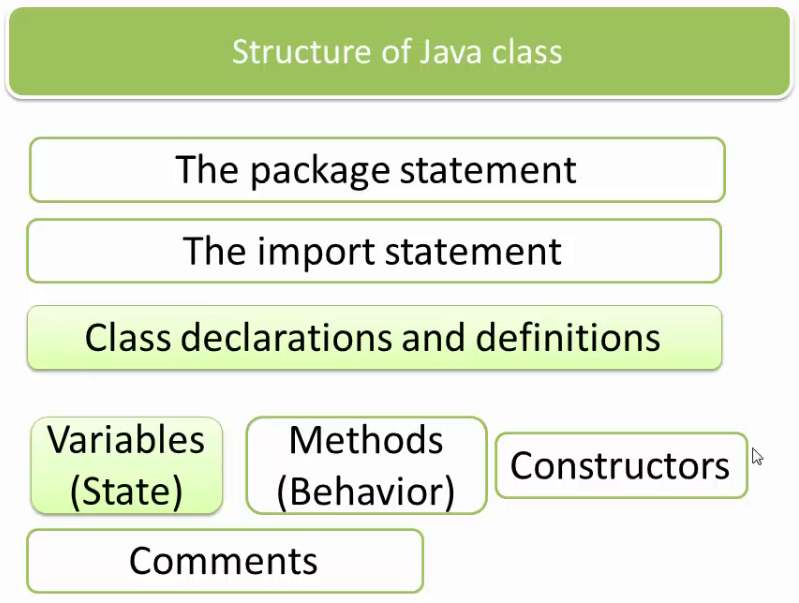 Structure of Java class
The package statement
The import statement
Class declarations and definitions
Variables
(State)
Methods
(Behavior)
Constructors
Comments